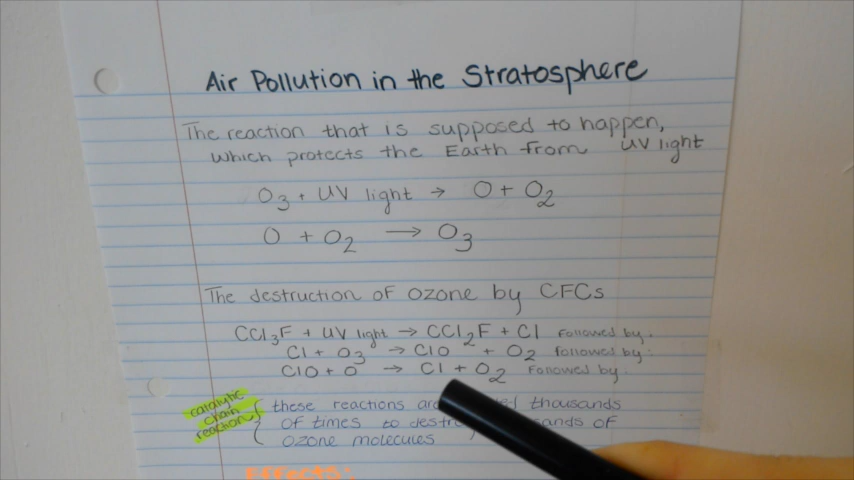 Air Pollution in the Stratosphere
The reaction that is supposed to happen,
which protects the Earth from UV light
O₃ + UV light → O + O₂
O + O₂ → O₃
The destruction of ozone by CFCs
CCl₃F + UV light → CCl₂F + Cl followed by:
Cl + O₃ → ClO + O₂ followed by:
ClO + O → Cl + O₂ followed by:
catalytic
chain
reaction
these reactions thousands
of times to of
ozone molecules
Effects: